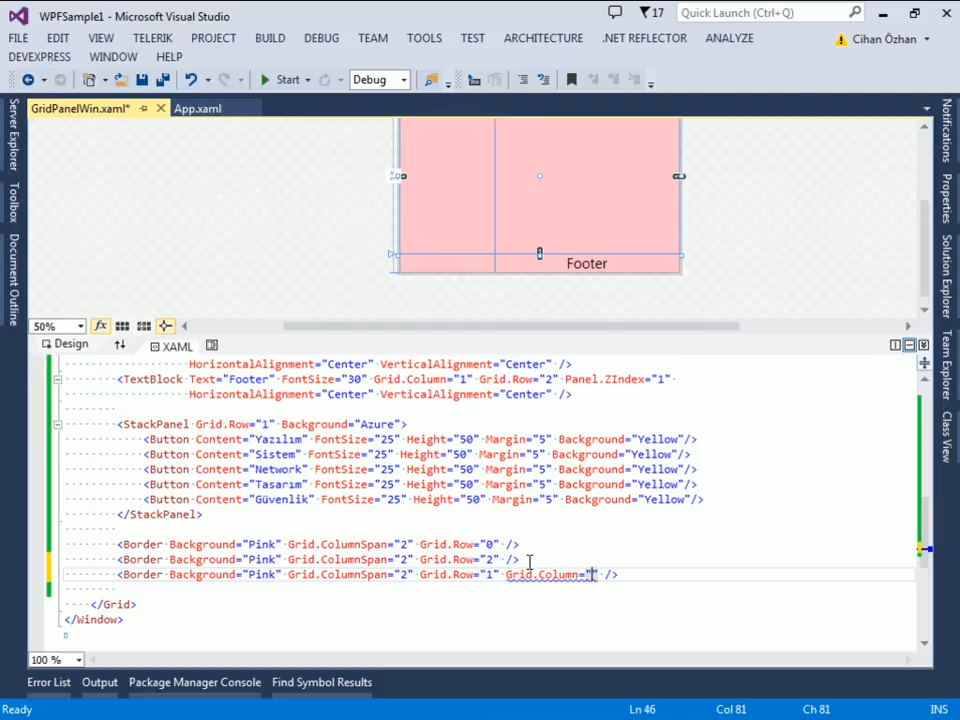 WPFSample1 - Microsoft Visual Studio
17
Quick Launch (Ctrl+Q)
FILE EDIT VIEW TELERIK PROJECT BUILD DEBUG TEAM TOOLS TEST ARCHITECTURE .NET REFLECTOR ANALYZE
Cihan Özhan
DEVEXPRESS WINDOW HELP
Start
Debug
GridPanelWin.xaml*
App.xaml
Server Explorer
Toolbox
Document Outline
Notifications
Properties
Solution Explorer
Team Explorer
Class View
Footer
50%
fx
Design
XAML
HorizontalAlignment="Center" VerticalAlignment="Center" />
<TextBlock Text="Footer" FontSize="30" Grid.Column="1" Grid.Row="2" Panel.ZIndex="1"
HorizontalAlignment="Center" VerticalAlignment="Center" />
<StackPanel Grid.Row="1" Background="Azure">
<Button Content="Yazılım" FontSize="25" Height="50" Margin="5" Background="Yellow"/>
<Button Content="Sistem" FontSize="25" Height="50" Margin="5" Background="Yellow"/>
<Button Content="Network" FontSize="25" Height="50" Margin="5" Background="Yellow"/>
<Button Content="Tasarım" FontSize="25" Height="50" Margin="5" Background="Yellow"/>
<Button Content="Güvenlik" FontSize="25" Height="50" Margin="5" Background="Yellow"/>
</StackPanel>
<Border Background="Pink" Grid.ColumnSpan="2" Grid.Row="0" />
<Border Background="Pink" Grid.ColumnSpan="2" Grid.Row="2" />
<Border Background="Pink" Grid.ColumnSpan="2" Grid.Row="1" Grid.Column="" />
</Grid>
</Window>
100 %
Error List Output Package Manager Console Find Symbol Results
Ready
Ln 46
Col 81
Ch 81
INS